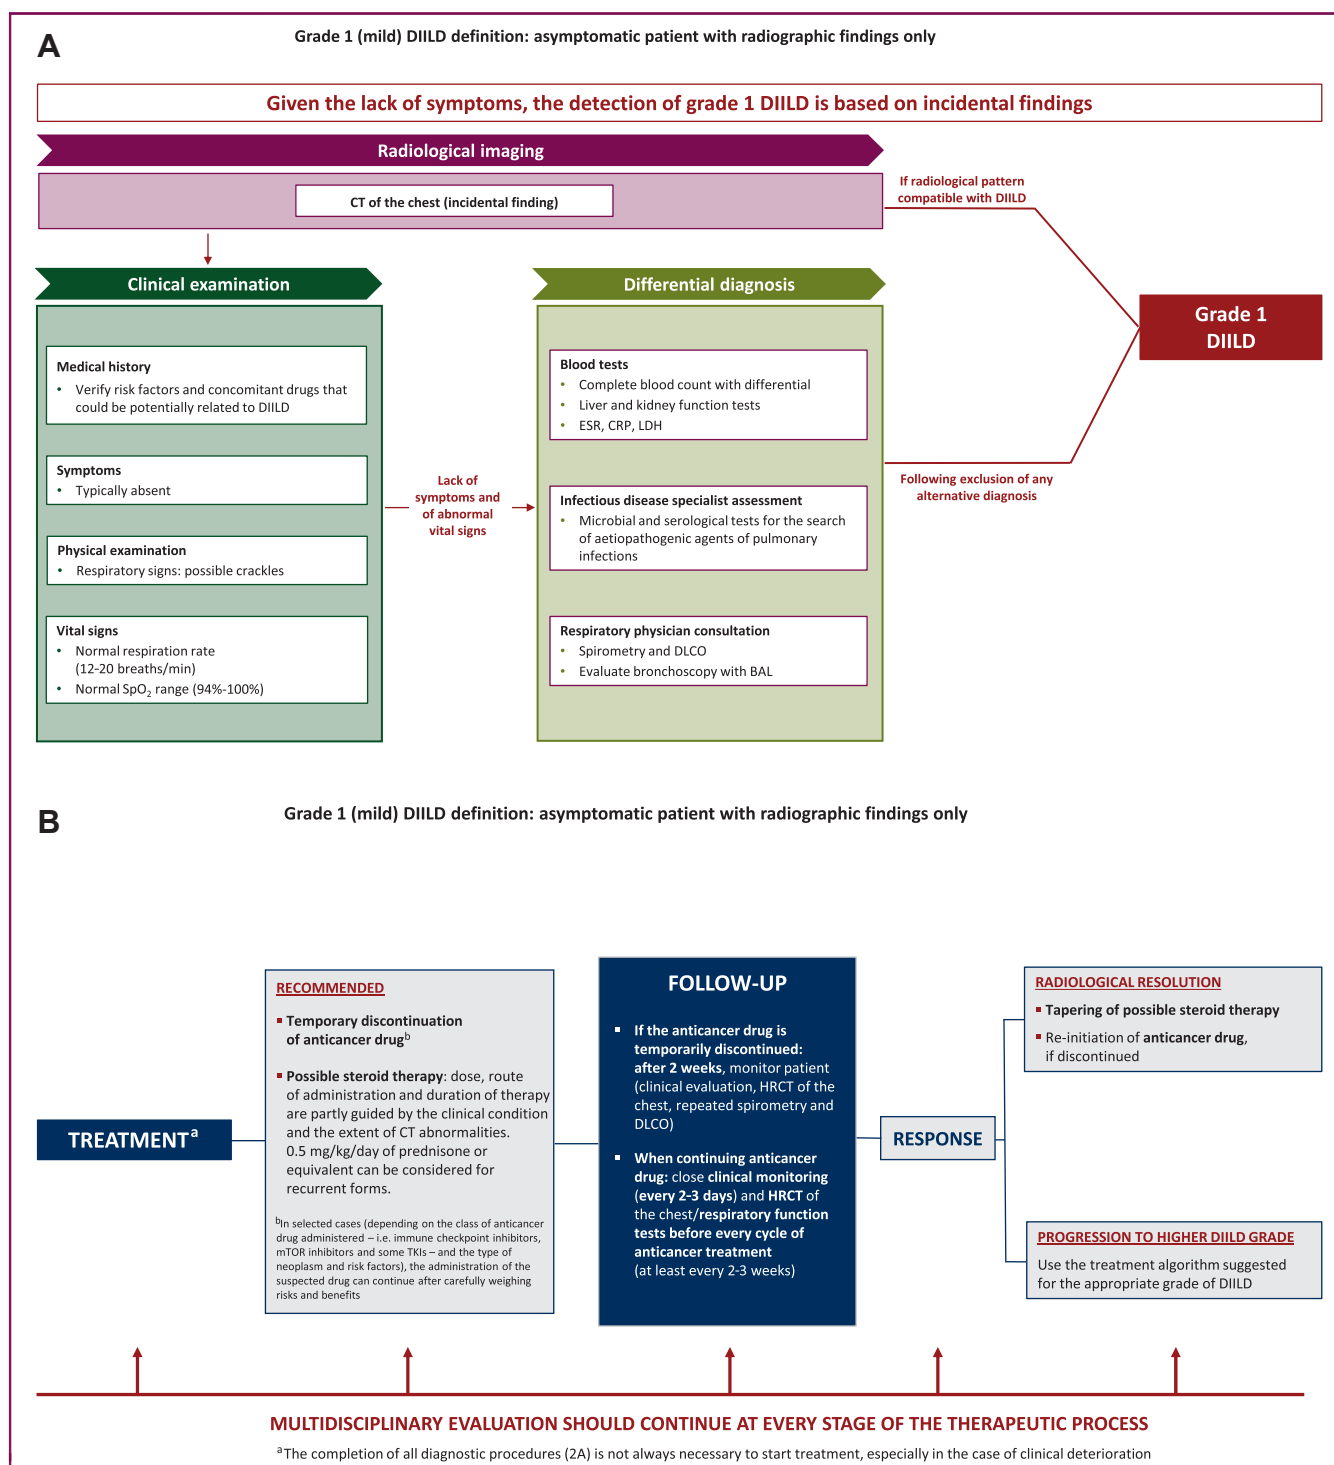 A
Grade 1 (mild) DIILD definition: asymptomatic patient with radiographic findings only
Given the lack of symptoms, the detection of grade 1 DIILD is based on incidental findings
Radiological imaging
CT of the chest (incidental finding)
If radiological pattern
compatible with DIILD
Clinical examination
Medical history
• Verify risk factors and concomitant drugs that
could be potentially related to DIILD
Symptoms
• Typically absent
Physical examination
• Respiratory signs: possible crackles
Vital signs
• Normal respiration rate
(12-20 breaths/min)
• Normal SpO₂ range (94%-100%)
Lack of
symptoms and
of abnormal
vital signs
Differential diagnosis
Blood tests
• Complete blood count with differential
• Liver and kidney function tests
• ESR, CRP, LDH
Infectious disease specialist assessment
• Microbial and serological tests for the search
of aetiopathogenic agents of pulmonary
infections
Respiratory physician consultation
• Spirometry and DLCO
• Evaluate bronchoscopy with BAL
Following exclusion of any
alternative diagnosis
Grade 1
DIILD
B
Grade 1 (mild) DIILD definition: asymptomatic patient with radiographic findings only
TREATMENTᵃ
RECOMMENDED
▪ Temporary discontinuation
of anticancer drugᵇ
▪ Possible steroid therapy: dose, route
of administration and duration of therapy
are partly guided by the clinical condition
and the extent of CT abnormalities.
0.5 mg/kg/day of prednisone or
equivalent can be considered for
recurrent forms.
ᵇIn selected cases (depending on the class of anticancer
drug administered – i.e. immune checkpoint inhibitors,
mTOR inhibitors and some TKIs – and the type of
neoplasm and risk factors), the administration of the
suspected drug can continue after carefully weighing
risks and benefits
FOLLOW-UP
▪ If the anticancer drug is
temporarily discontinued:
after 2 weeks, monitor patient
(clinical evaluation, HRCT of the
chest, repeated spirometry and
DLCO)
▪ When continuing anticancer
drug: close clinical monitoring
(every 2-3 days) and HRCT of
the chest/respiratory function
tests before every cycle of
anticancer treatment
(at least every 2-3 weeks)
RESPONSE
RADIOLOGICAL RESOLUTION
▪ Tapering of possible steroid therapy
▪ Re-initiation of anticancer drug,
if discontinued
PROGRESSION TO HIGHER DIILD GRADE
Use the treatment algorithm suggested
for the appropriate grade of DIILD
MULTIDISCIPLINARY EVALUATION SHOULD CONTINUE AT EVERY STAGE OF THE THERAPEUTIC PROCESS
ᵃThe completion of all diagnostic procedures (2A) is not always necessary to start treatment, especially in the case of clinical deterioration